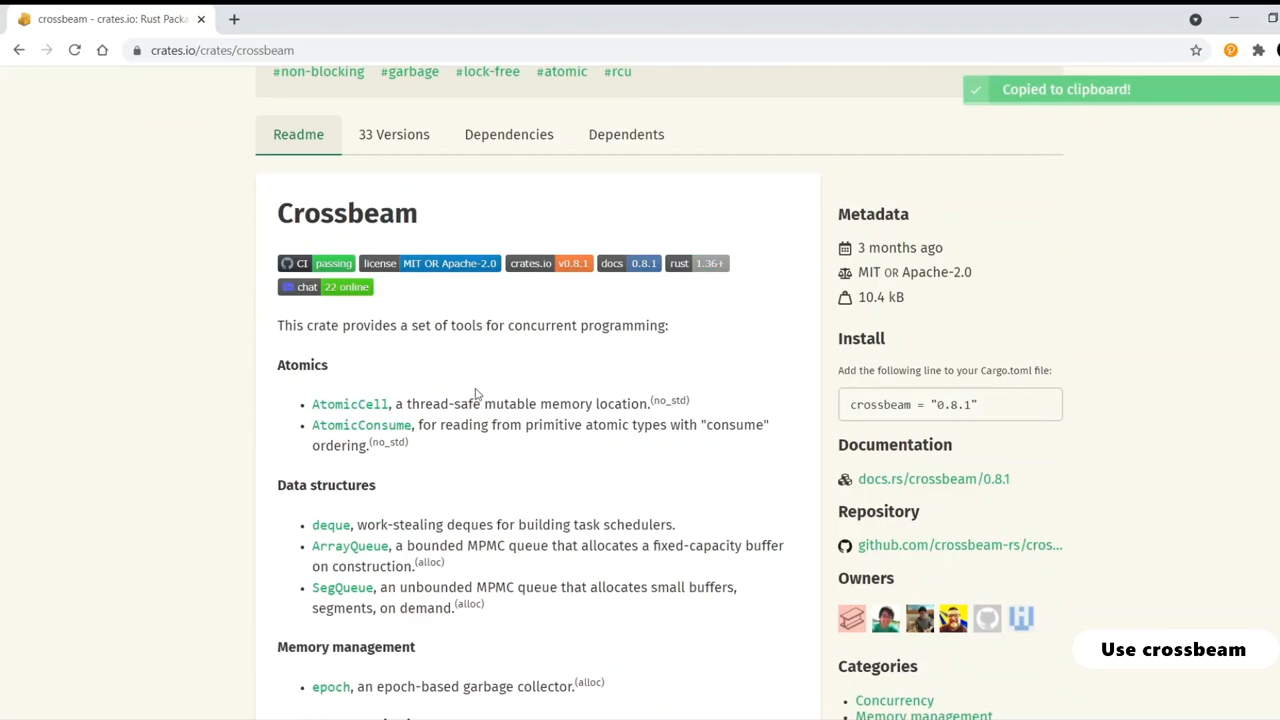 crossbeam - crates.io: Rust Packa
crates.io/crates/crossbeam
#non-blocking #garbage #lock-free #atomic #rcu
Copied to clipboard!
Readme 33 Versions Dependencies Dependents
Crossbeam
CI passing license MIT OR Apache-2.0 crates.io v0.8.1 docs 0.8.1 rust 1.36+
chat 22 online
This crate provides a set of tools for concurrent programming:
Atomics
AtomicCell, a thread-safe mutable memory location.(no_std)
AtomicConsume, for reading from primitive atomic types with "consume"
ordering.(no_std)
Data structures
deque, work-stealing deques for building task schedulers.
ArrayQueue, a bounded MPMC queue that allocates a fixed-capacity buffer
on construction.(alloc)
SegQueue, an unbounded MPMC queue that allocates small buffers,
segments, on demand.(alloc)
Memory management
epoch, an epoch-based garbage collector.(alloc)
Metadata
3 months ago
MIT OR Apache-2.0
10.4 kB
Install
Add the following line to your Cargo.toml file:
crossbeam = "0.8.1"
Documentation
docs.rs/crossbeam/0.8.1
Repository
github.com/crossbeam-rs/cros...
Owners
Categories
Concurrency
Memory management
Use crossbeam